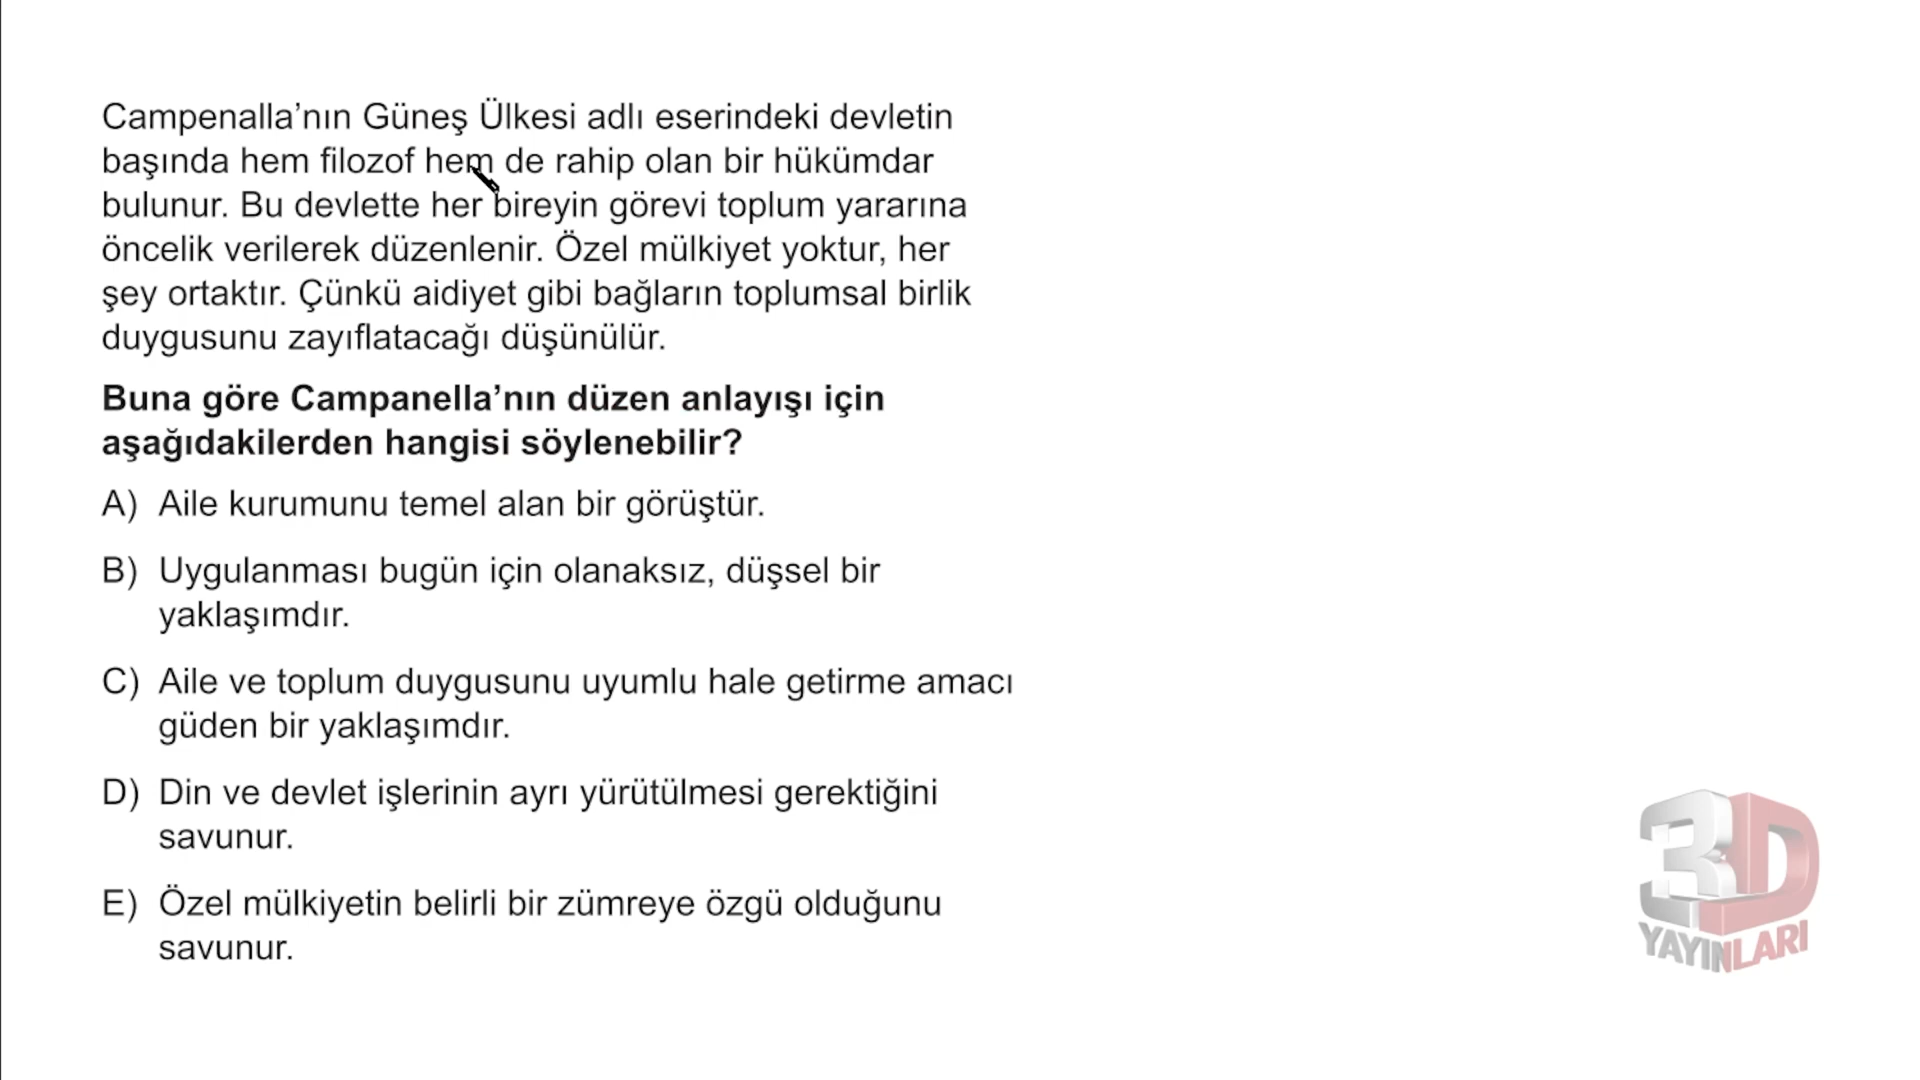 Campenalla’nın Güneş Ülkesi adlı eserindeki devletin
başında hem filozof hem de rahip olan bir hükümdar
bulunur. Bu devlette her bireyin görevi toplum yararına
öncelik verilerek düzenlenir. Özel mülkiyet yoktur, her
şey ortaktır. Çünkü aidiyet gibi bağların toplumsal birlik
duygusunu zayıflatacağı düşünülür.
Buna göre Campanella’nın düzen anlayışı için
aşağıdakilerden hangisi söylenebilir?
A) Aile kurumunu temel alan bir görüştür.
B) Uygulanması bugün için olanaksız, düşsel bir
yaklaşımdır.
C) Aile ve toplum duygusunu uyumlu hale getirme amacı
güden bir yaklaşımdır.
D) Din ve devlet işlerinin ayrı yürütülmesi gerektiğini
savunur.
E) Özel mülkiyetin belirli bir zümreye özgü olduğunu
savunur.
3D
YAYINLARI